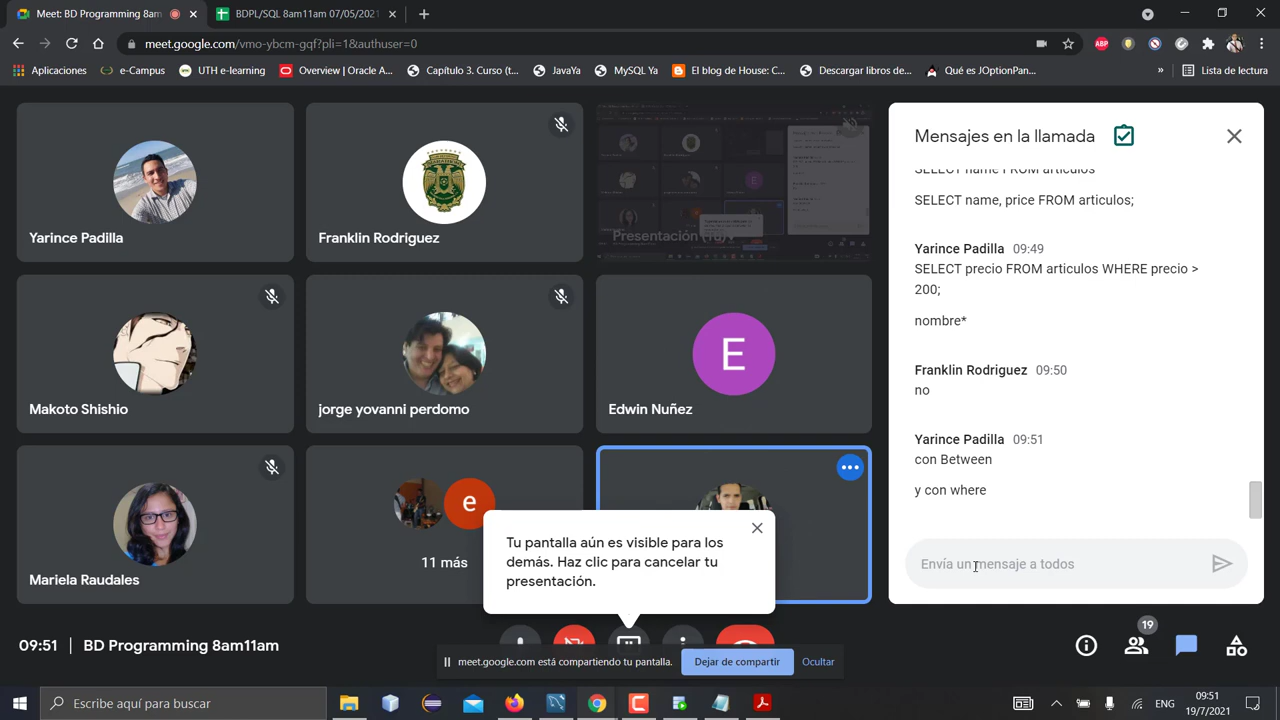 Meet: BD Programming 8am1
BDPL/SQL 8am11am 07/05/2021
meet.google.com/vmo-ybcm-gqf?pli=1&authuser=0
ABP
Aplicaciones
e-Campus
UTH e-learning
Overview | Oracle A...
Capítulo 3. Curso (t...
JavaYa
MySQL Ya
El blog de House: C...
Descargar libros de...
Qué es JOptionPan...
»
Lista de lectura
Yarince Padilla
Franklin Rodriguez
Makoto Shishio
jorge yovanni perdomo
E
Edwin Nuñez
Mariela Raudales
e
11 más
Tu pantalla aún es visible para los
demás. Haz clic para cancelar tu
presentación.
Mensajes en la llamada
SELECT name FROM articulos
SELECT name, price FROM articulos;
Yarince Padilla 09:49
SELECT precio FROM articulos WHERE precio >
200;
nombre*
Franklin Rodriguez 09:50
no
Yarince Padilla 09:51
con Between
y con where
Envía un mensaje a todos
09:51 | BD Programming 8am11am
19
meet.google.com está compartiendo tu pantalla.
Dejar de compartir
Ocultar
Escribe aquí para buscar
ENG
09:51
19/7/2021